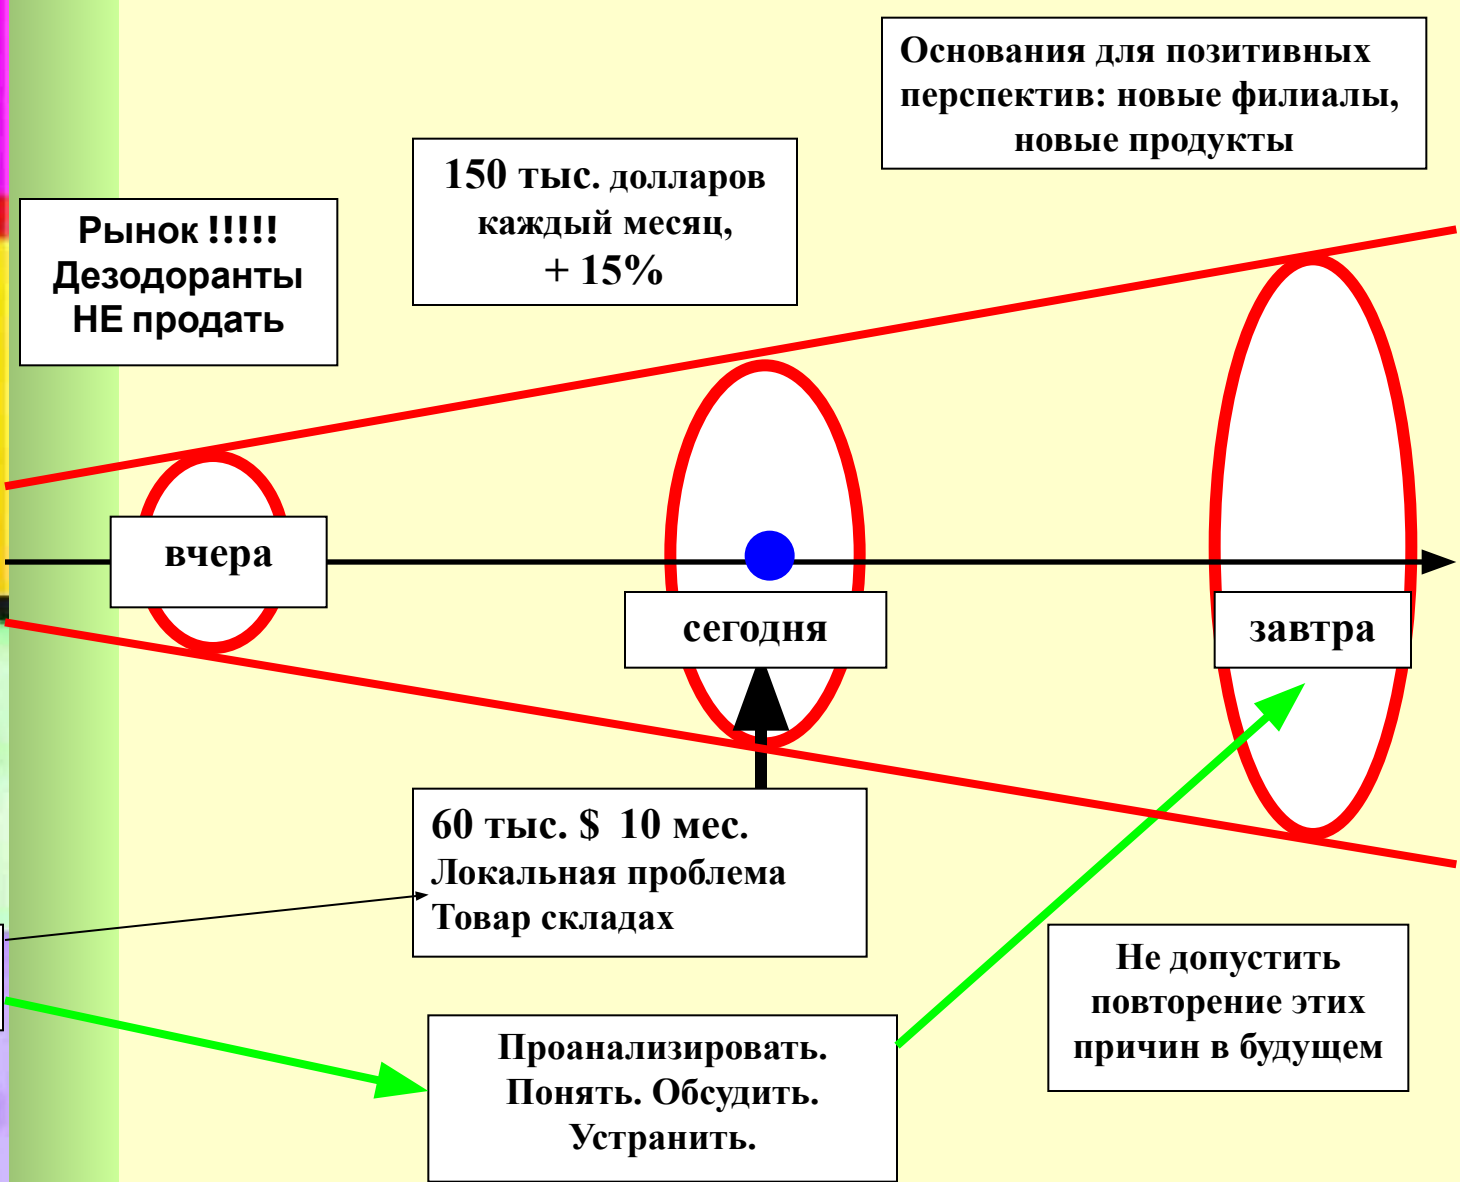 Основания для позитивных
перспектив: новые филиалы,
новые продукты
150 тыс. долларов
каждый месяц,
+ 15%
Рынок !!!!!
Дезодоранты
НЕ продать
вчера
сегодня
завтра
60 тыс. $ 10 мес.
Локальная проблема
Товар складах
Не допустить
повторение этих
причин в будущем
Проанализировать.
Понять. Обсудить.
Устранить.